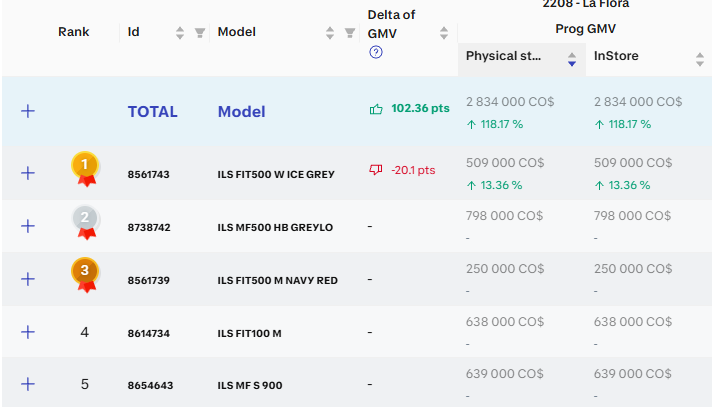 2208 - La Flora
Delta of
GMV
Rank
Id
Model
Prog GMV
Physical st...
InStore
TOTAL
Model
102.36 pts
2 834 000 CO$
2 834 000 CO$
↑ 118.17 %
↑ 118.17 %
1
8561743
ILS FIT500 W ICE GREY
-20.1 pts
509 000 CO$
509 000 CO$
↑ 13.36 %
↑ 13.36 %
2
8738742
ILS MF500 HB GREYLO
-
798 000 CO$
798 000 CO$
-
-
3
8561739
ILS FIT500 M NAVY RED
-
250 000 CO$
250 000 CO$
-
-
4
8614734
ILS FIT100 M
-
638 000 CO$
638 000 CO$
-
-
5
8654643
ILS MF S 900
-
639 000 CO$
639 000 CO$
-
-